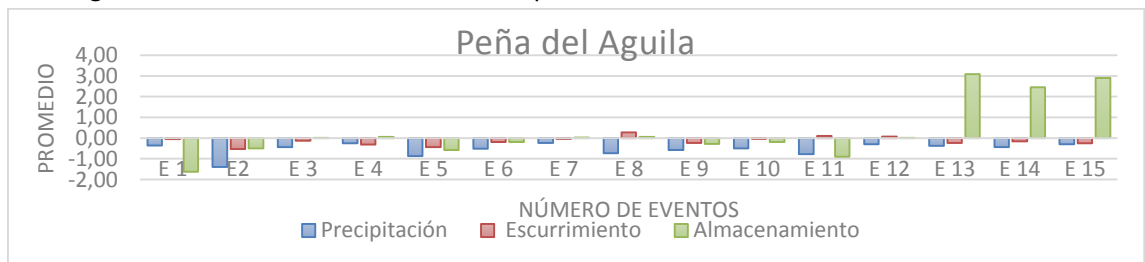 Peña del Aguila
4,00
3,00
2,00
1,00
0,00
-1,00
-2,00
PROMEDIO
E 1 E2 E 3 E 4 E 5 E 6 E 7 E 8 E 9 E 10 E 11 E 12 E 13 E 14 E 15
NÚMERO DE EVENTOS
Precipitación Escurrimiento Almacenamiento